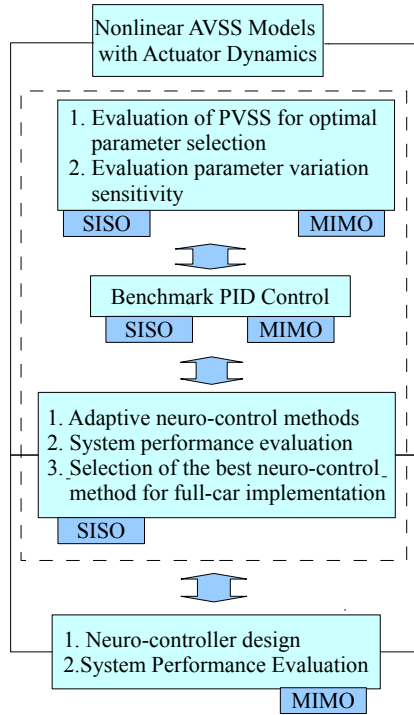 Nonlinear AVSS Models
with Actuator Dynamics
1. Evaluation of PVSS for optimal
parameter selection
2. Evaluation parameter variation
sensitivity
SISO
MIMO
Benchmark PID Control
SISO
MIMO
1. Adaptive neuro-control methods
2. System performance evaluation
3. Selection of the best neuro-control
method for full-car implementation
SISO
1. Neuro-controller design
2.System Performance Evaluation
MIMO